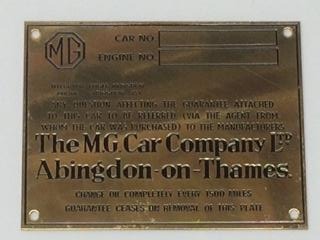 MG
CAR NO
ENGINE NO
ANY QUESTION AFFECTING THE GUARANTEE ATTACHED
TO THIS CAR TO BE REFERRED (VIA THE AGENT FROM
WHOM THE CAR WAS PURCHASED) TO THE MANUFACTURERS
The M.G. Car Company LTD
Abingdon-on-Thames.
CHANGE OIL COMPLETELY EVERY 1500 MILES
GUARANTEE CEASES ON REMOVAL OF THIS PLATE